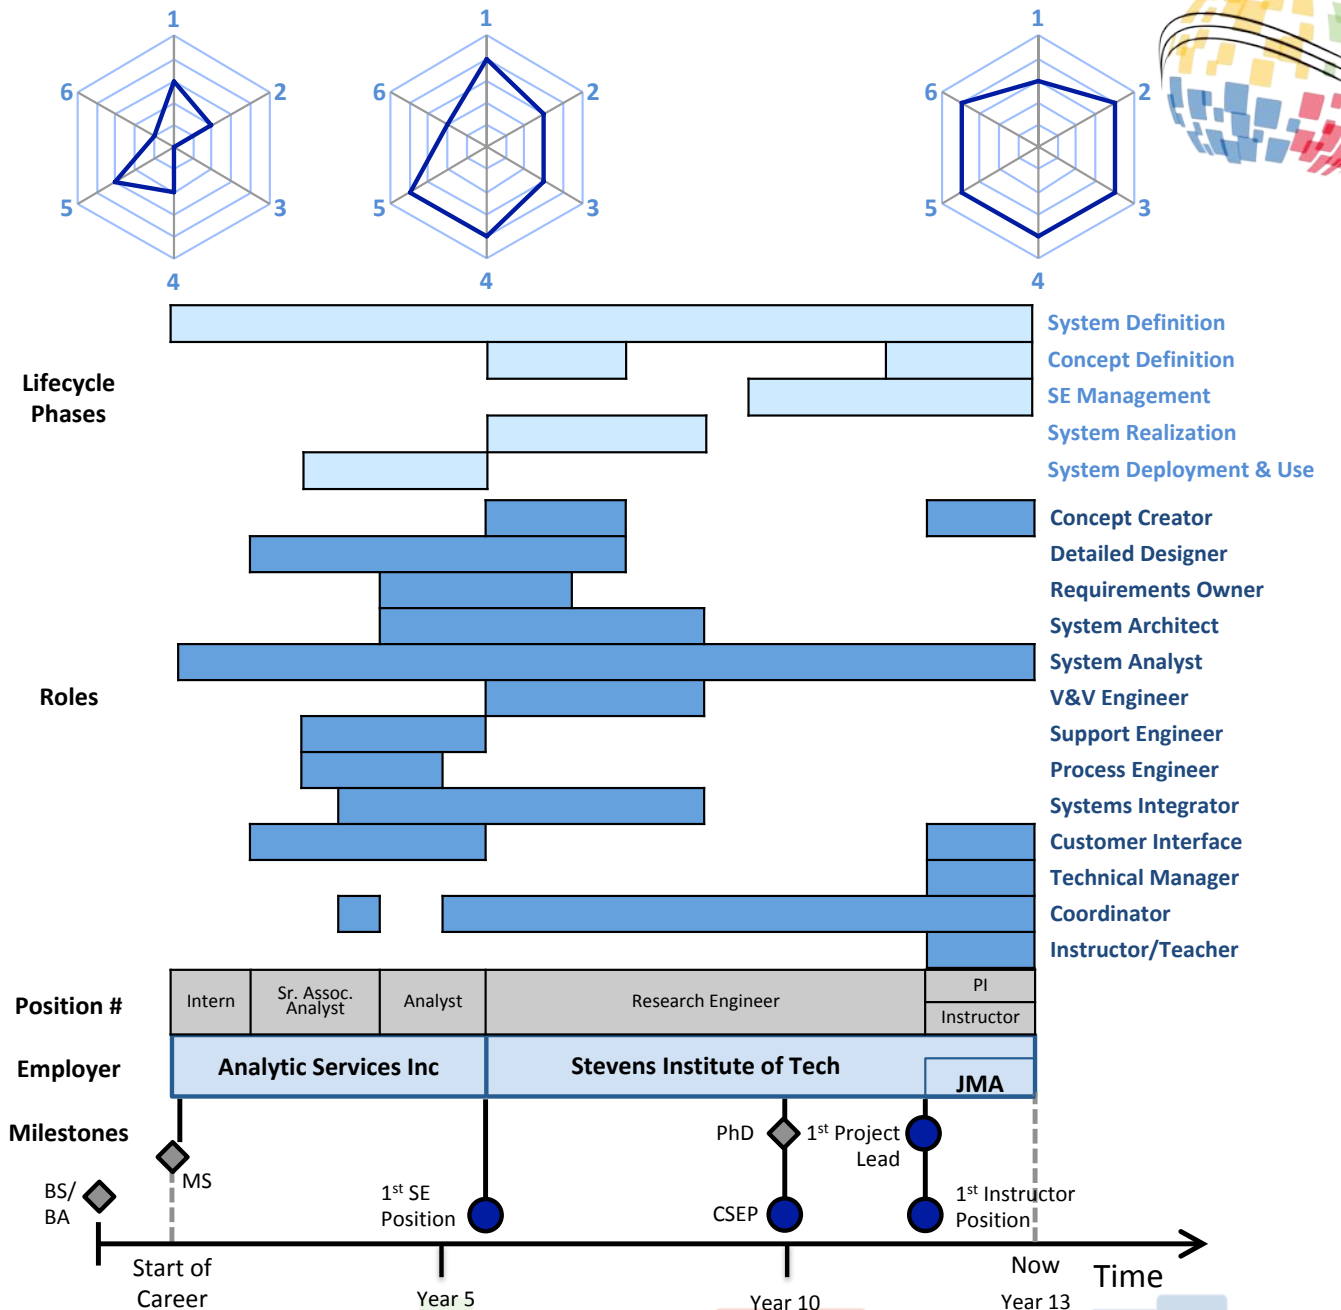 1
1
1
6
2
6
2
6
2
5
3
5
3
5
3
4
4
4
System Definition
Concept Definition
Lifecycle
Phases
SE Management
System Realization
System Deployment & Use
Concept Creator
Detailed Designer
Requirements Owner
System Architect
System Analyst
Roles
V&V Engineer
Support Engineer
Process Engineer
Systems Integrator
Customer Interface
Technical Manager
Coordinator
Instructor/Teacher
Position #
Intern
Sr. Assoc.
Analyst
Analyst
Research Engineer
PI
Instructor
Employer
Analytic Services Inc
Stevens Institute of Tech
JMA
Milestones
BS/
BA
MS
1st SE
Position
PhD
CSEP
1st Project
Lead
1st Instructor
Position
Start of
Career
Year 5
Year 10
Now
Year 13
Time